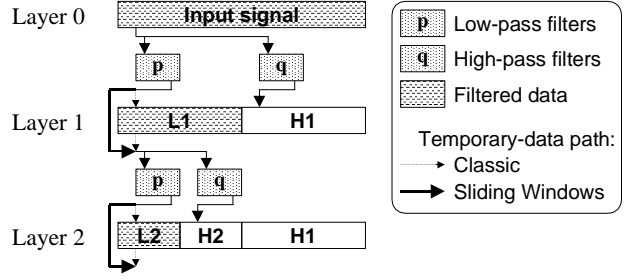 Layer 0
Input signal
p
q
Layer 1
L1
H1
p
q
Layer 2
L2
H2
H1
p Low-pass filters
q High-pass filters
Filtered data
Temporary-data path:
Classic
Sliding Windows